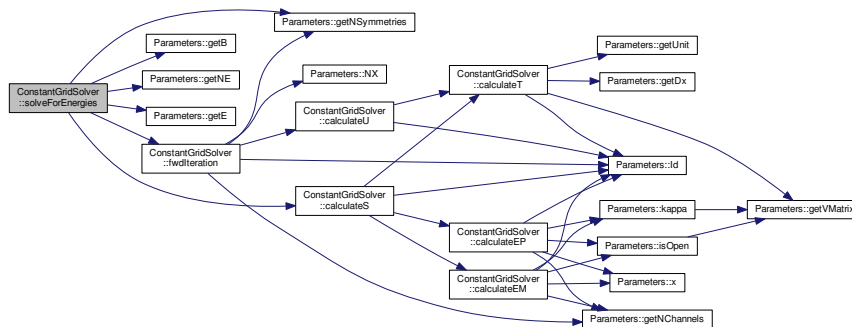 Parameters::getNSymmetries
Parameters::getB
Parameters::getUnit
Parameters::getNE
Parameters::NX
ConstantGridSolver
::calculateT
Parameters::getDx
ConstantGridSolver
::solveForEnergies
Parameters::getE
ConstantGridSolver
::calculateU
ConstantGridSolver
::fwdIteration
Parameters::Id
ConstantGridSolver
::calculateS
Parameters::kappa
Parameters::getVMatrix
ConstantGridSolver
::calculateEP
Parameters::isOpen
ConstantGridSolver
::calculateEM
Parameters::x
Parameters::getNChannels